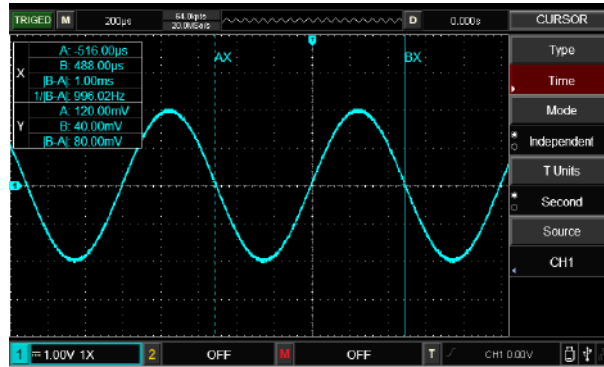 TRIGED M 200µs 64.0kpts D 0.000s CURSOR
20.0MSa/s
Type
Time
Mode
Independent
T Units
Second
Source
CH1
AX BX
X
A: -516.00µs
B: 488.00µs
|B-A|: 1.00ms
1/|B-A|: 996.02Hz
Y
A: 120.00mV
B: 40.00mV
|B-A|: 80.00mV
1
1 1.00V 1X 2 OFF M OFF T CH1 0.00V